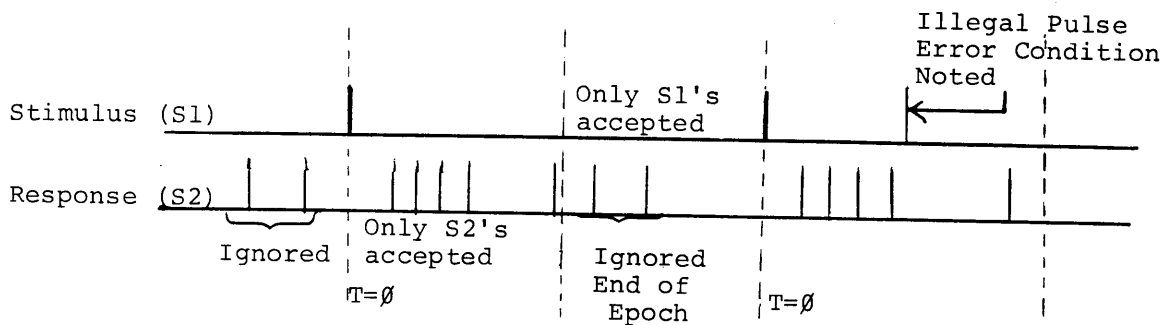 Illegal Pulse
Error Condition
Noted
Only S1's
accepted
Stimulus (S1)
Response (S2)
Ignored
Only S2's
accepted
T=Ø
Ignored
End of
Epoch
T=Ø